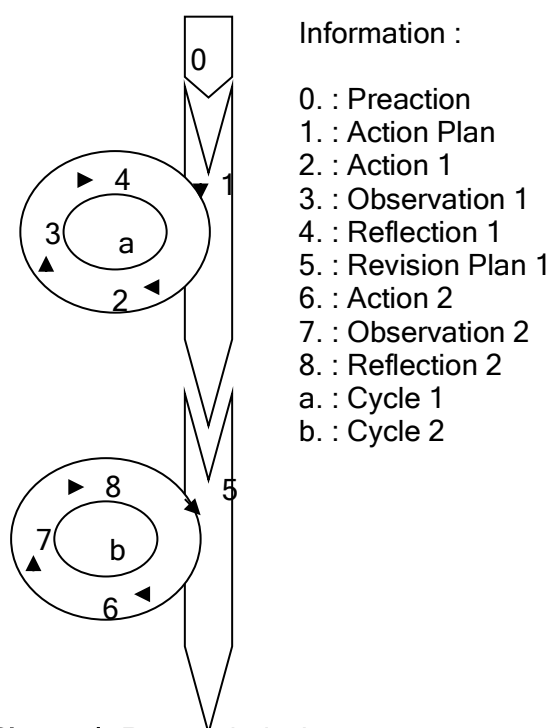 0
Information :
0. : Preaction
1. : Action Plan
2. : Action 1
3. : Observation 1
4. : Reflection 1
5. : Revision Plan 1
6. : Action 2
7. : Observation 2
8. : Reflection 2
a. : Cycle 1
b. : Cycle 2
4
1
3
a
2
8
5
7
b
6